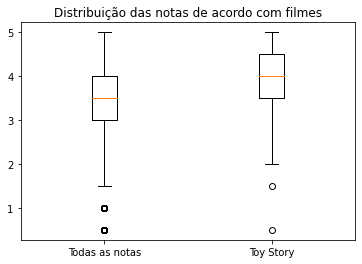 Distribuição das notas de acordo com filmes
5
4
3
2
1
Todas as notas
Toy Story